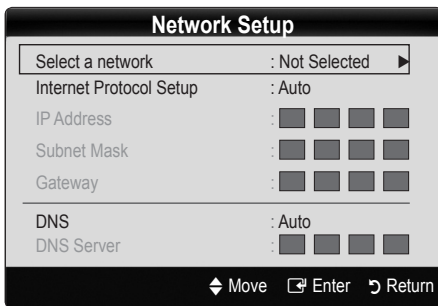 Network Setup
Select a network : Not Selected ▶
Internet Protocol Setup : Auto
IP Address :
Subnet Mask :
Gateway :
DNS : Auto
DNS Server :
Move Enter Return